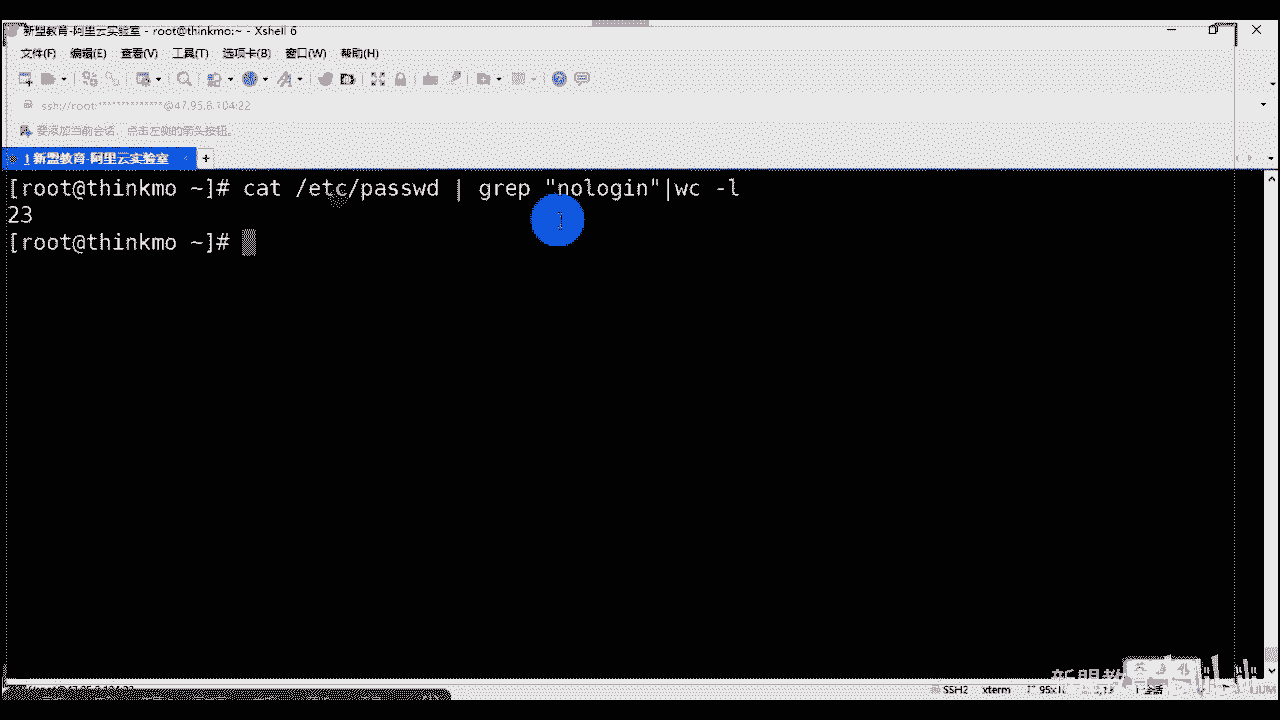 新盟教育-阿里云实验室 - root@thinkmo:~ - Xshell 6
文件(F) 编辑(E) 查看(V) 工具(T) 选项卡(B) 窗口(W) 帮助(H)
ssh://root:**************@47.95.8.104:22
要添加当前会话，点击左侧的箭头按钮。
1 新盟教育-阿里云实验室
+
[root@thinkmo ~]# cat /etc/passwd | grep "nologin"|wc -l
23
[root@thinkmo ~]#
新盟教
SSH2 xterm